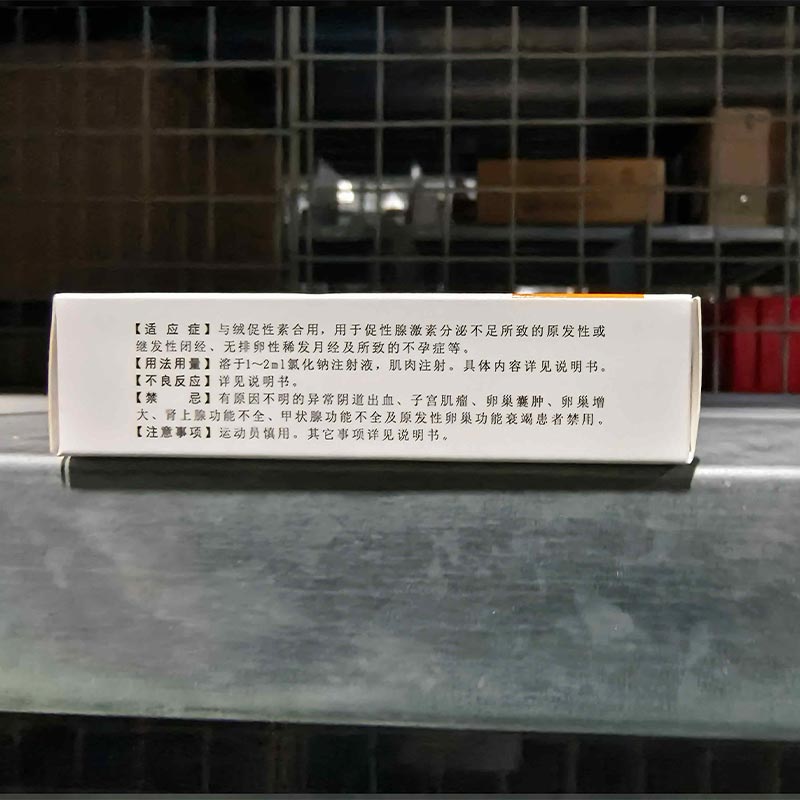 【适应症】与绒促性素合用，用于促性腺激素分泌不足所致的原发性或
继发性闭经、无排卵性稀发月经及所致的不孕症等。
【用法用量】溶于1~2ml氯化钠注射液，肌肉注射。具体内容详见说明书。
【不良反应】详见说明书。
【禁 忌】有原因不明的异常阴道出血、子宫肌瘤、卵巢囊肿、卵巢增
大、肾上腺功能不全、甲状腺功能不全及原发性卵巢功能衰竭患者禁用。
【注意事项】运动员慎用。其它事项详见说明书。